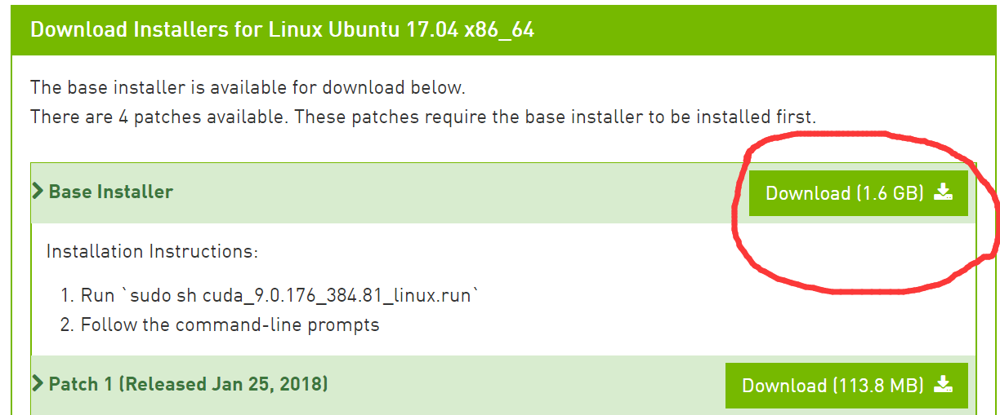 Download Installers for Linux Ubuntu 17.04 x86_64
The base installer is available for download below.
There are 4 patches available. These patches require the base installer to be installed first.
Base Installer
Download (1.6 GB)
Installation Instructions:
1. Run `sudo sh cuda_9.0.176_384.81_linux.run`
2. Follow the command-line prompts
Patch 1 (Released Jan 25, 2018)
Download (113.8 MB)